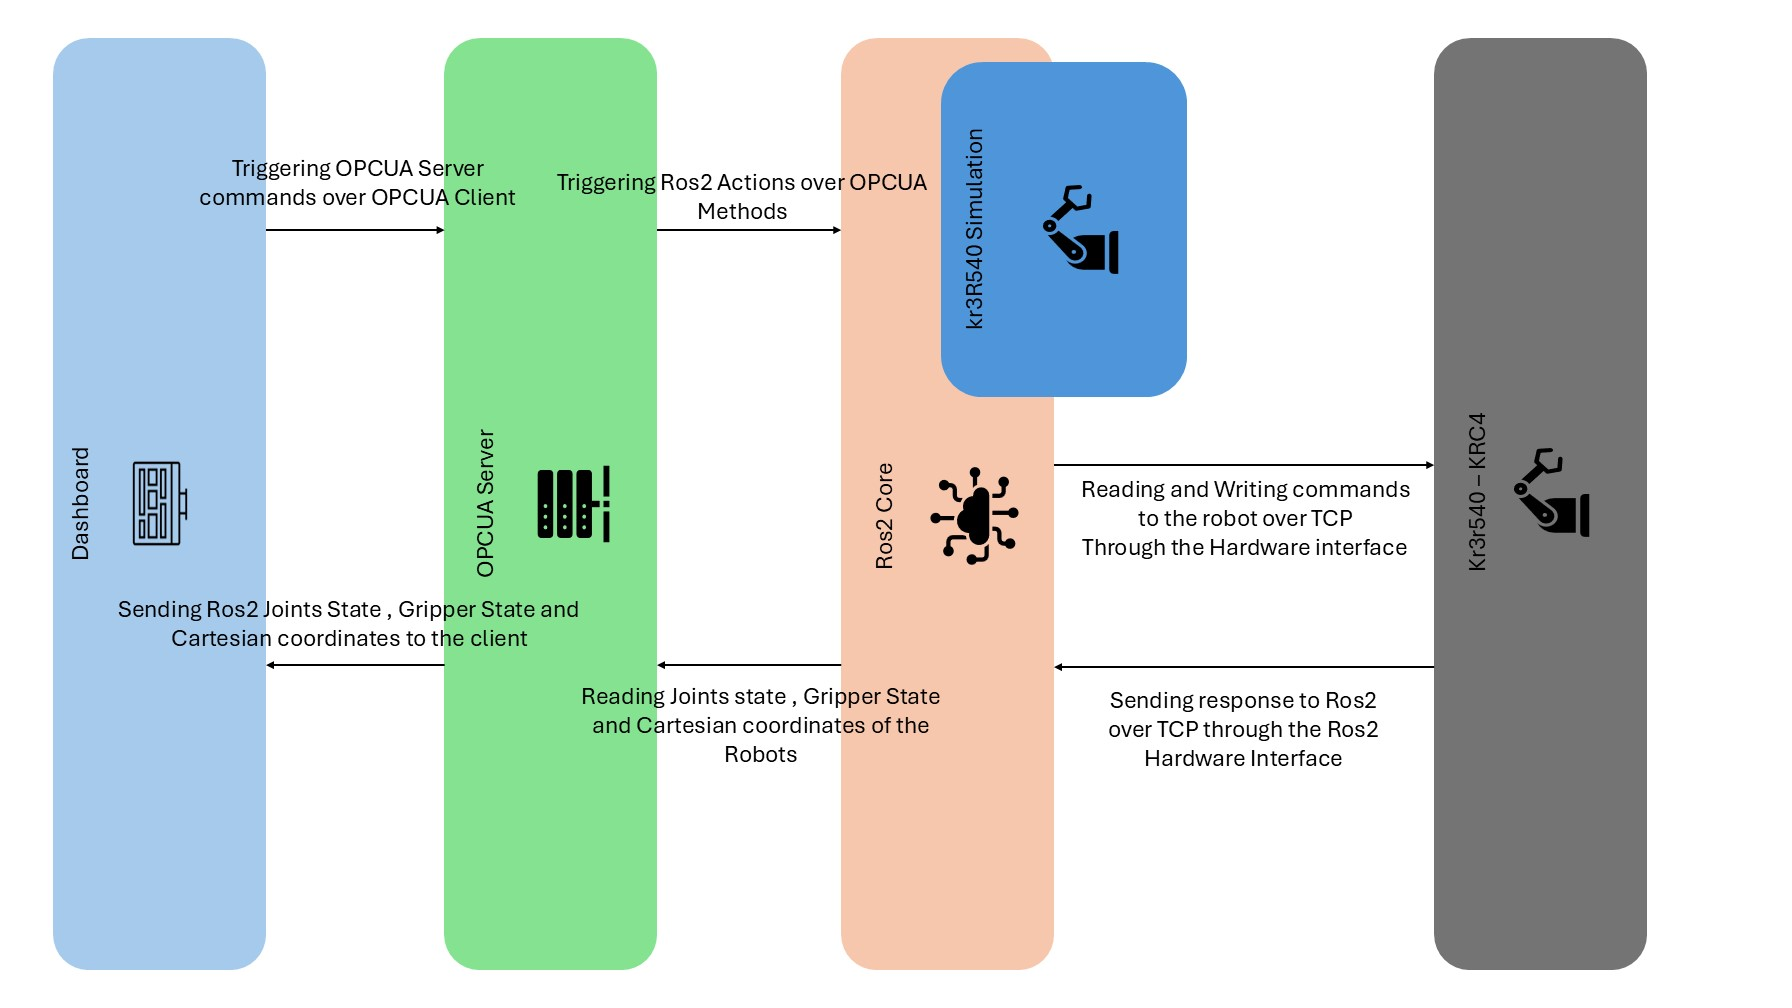 Triggering OPCUA Server
commands over OPCUA Client
Triggering Ros2 Actions over OPCUA
Methods
kr3R540 Simulation
Dashboard
OPCUA Server
Ros2 Core
Reading and Writing commands
to the robot over TCP
Through the Hardware interface
Kr3r540 – KRC4
Sending Ros2 Joints State , Gripper State and
Cartesian coordinates to the client
Reading Joints state , Gripper State
and Cartesian coordinates of the
Robots
Sending response to Ros2
over TCP through the Ros2
Hardware Interface